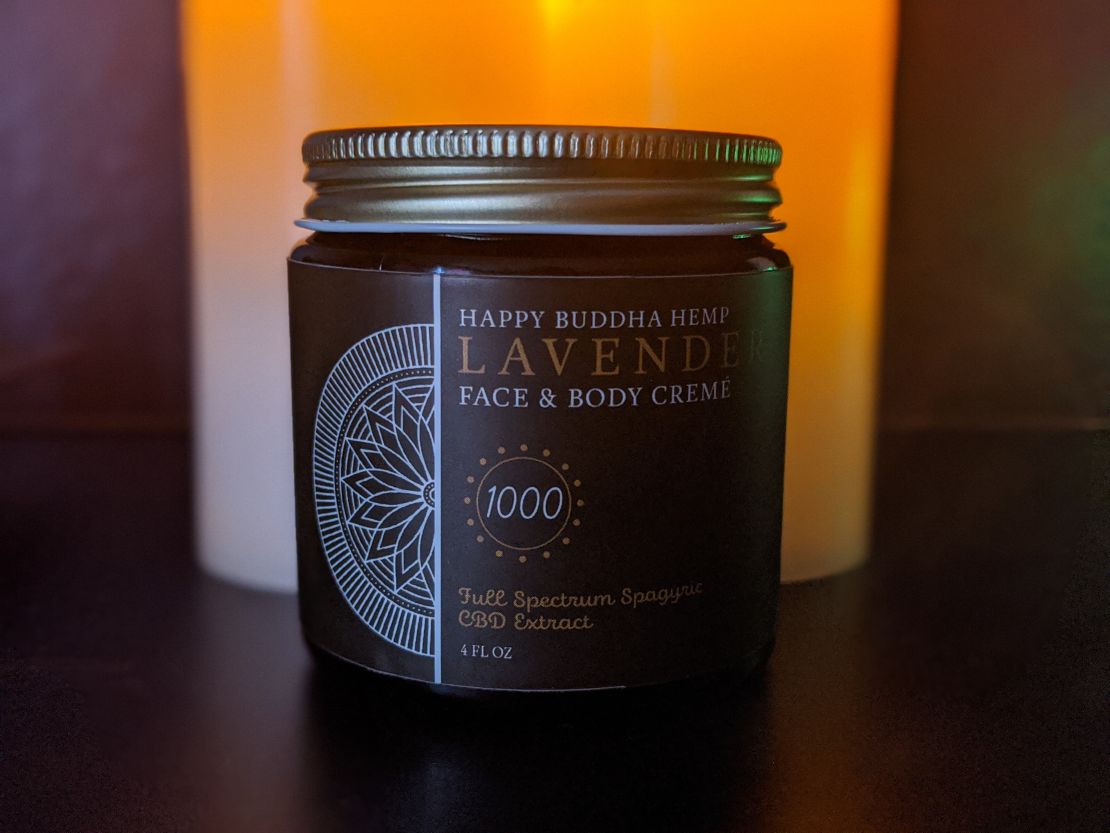 HAPPY BUDDHA HEMP
LAVENDER
FACE & BODY CREMÉ
1000
Full Spectrum Spagyric
CBD Extract
4 FL OZ